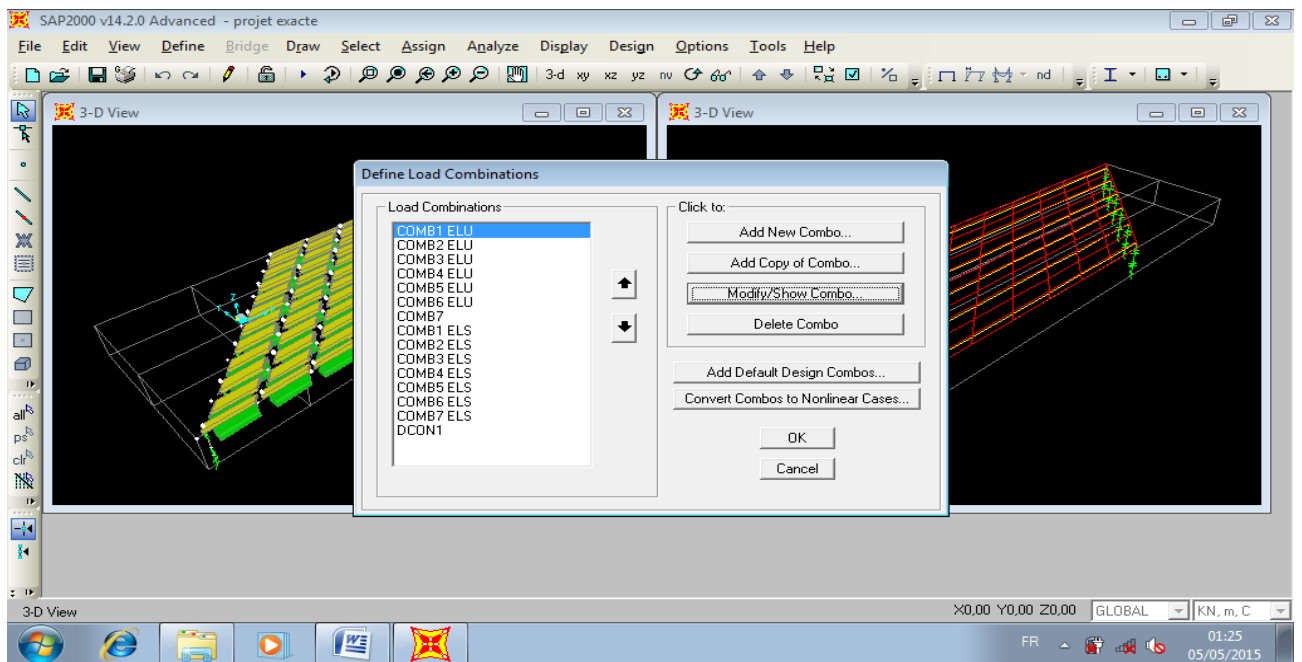 SAP2000 v14.2.0 Advanced - projet exacte
File Edit View Define Bridge Draw Select Assign Analyze Display Design Options Tools Help
3-d xy xz yz nv nd
3-D View
3-D View
Define Load Combinations
Load Combinations
COMB1 ELU
COMB2 ELU
COMB3 ELU
COMB4 ELU
COMB5 ELU
COMB6 ELU
COMB7
COMB1 ELS
COMB2 ELS
COMB3 ELS
COMB4 ELS
COMB5 ELS
COMB6 ELS
COMB7 ELS
DCON1
Click to:
Add New Combo...
Add Copy of Combo...
Modify/Show Combo...
Delete Combo
Add Default Design Combos...
Convert Combos to Nonlinear Cases...
OK
Cancel
Z
all
ps
clr
3-D View
X0,00 Y0,00 Z0,00
GLOBAL
KN, m, C
FR
01:25
05/05/2015